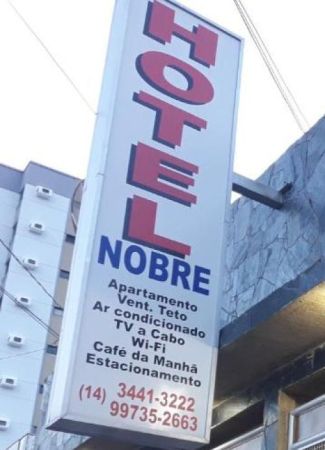 HOTEL
NOBRE
Apartamento
Vent. Teto
Ar condicionado
TV a Cabo
Wi-Fi
Café da Manhã
Estacionamento
(14) 3441-3222
99735-2663